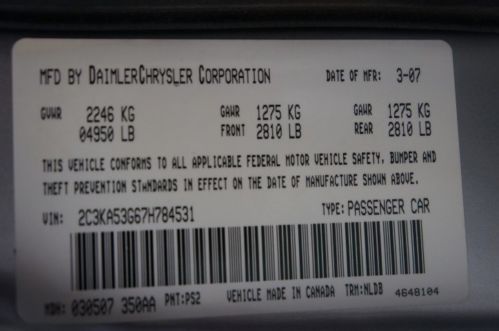 MFD BY DAIMLERCHRYSLER CORPORATION DATE OF MFR: 3-07
GVWR 2246 KG GAWR 1275 KG GAWR 1275 KG
04950 LB FRONT 2810 LB REAR 2810 LB
THIS VEHICLE CONFORMS TO ALL APPLICABLE FEDERAL MOTOR VEHICLE SAFETY, BUMPER AND
THEFT PREVENTION STANDARDS IN EFFECT ON THE DATE OF MANUFACTURE SHOWN ABOVE.
VIN: 2C3KA53G67H784531 TYPE: PASSENGER CAR
MDH: 030507 350AA PNT:PS2 VEHICLE MADE IN CANADA TRM:NLDB 4648104